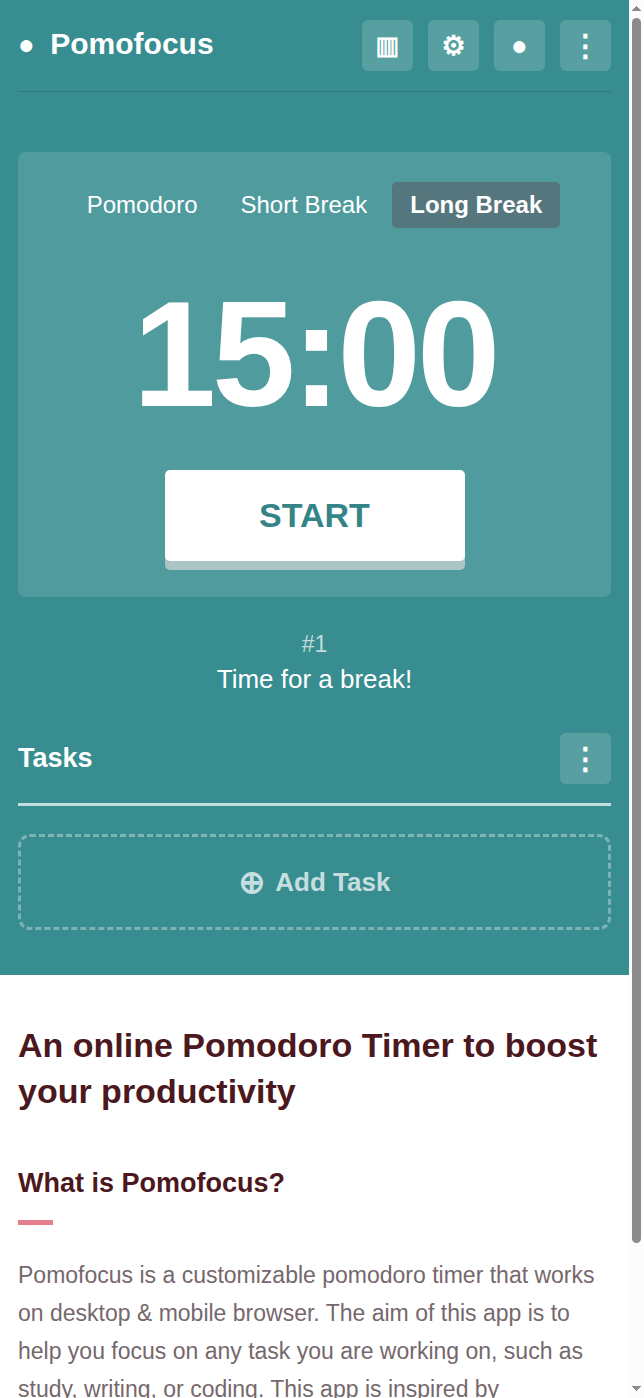 Pomofocus
Pomodoro Short Break Long Break
15:00
START
#1
Time for a break!
Tasks
Add Task
An online Pomodoro Timer to boost
your productivity
What is Pomofocus?
Pomofocus is a customizable pomodoro timer that works
on desktop & mobile browser. The aim of this app is to
help you focus on any task you are working on, such as
study, writing, or coding. This app is inspired by